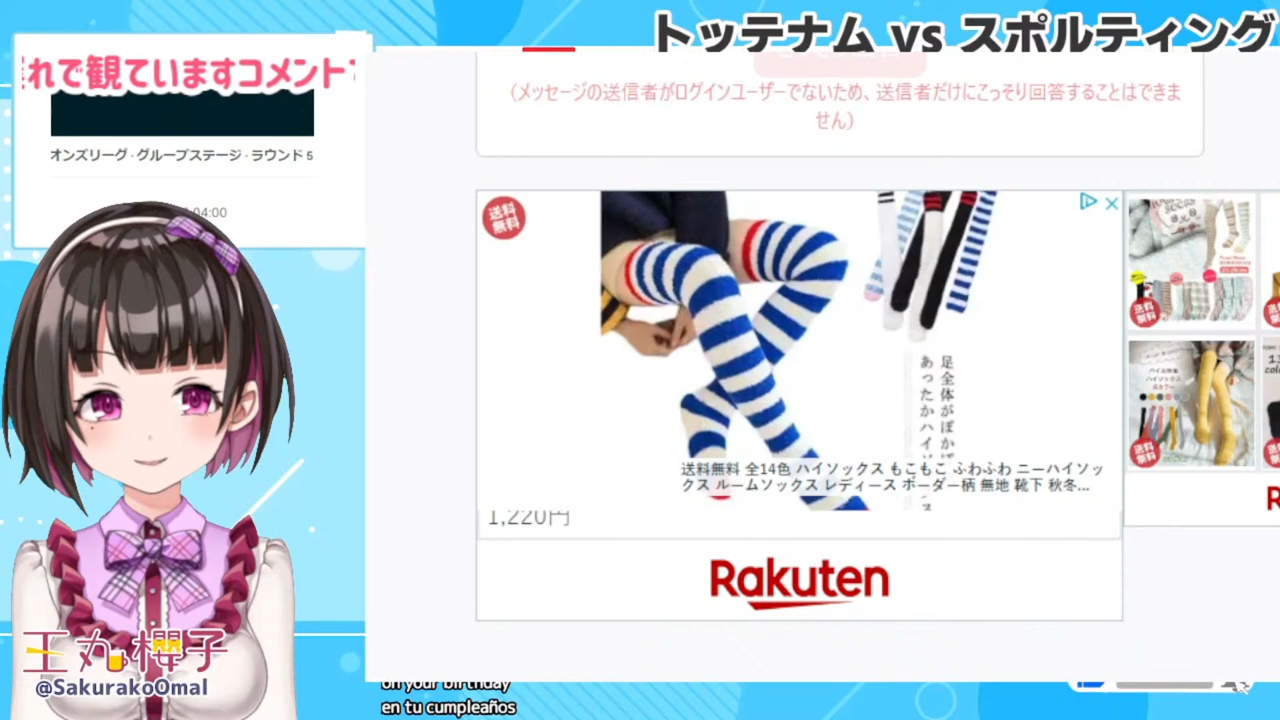 トッテナム vs スポルティング
れで観ていますコメント
オンズリーグ · グループステージ · ラウンド 5
04:00
（メッセージの送信者がログインユーザーでないため、送信者だけにこっそり回答することはできま
せん）
送料
無料
足全体がぽかぽ
あったかハイソ
送料無料 全14色 ハイソックス もこもこ ふわふわ ニーハイソッ
クス ルームソックス レディース ボーダー柄 無地 靴下 秋冬...
1,220円
Rakuten
送料
無料
送料
無料
王丸櫻子
@SakurakoOmaI
on your birthday
en tu cumpleaños